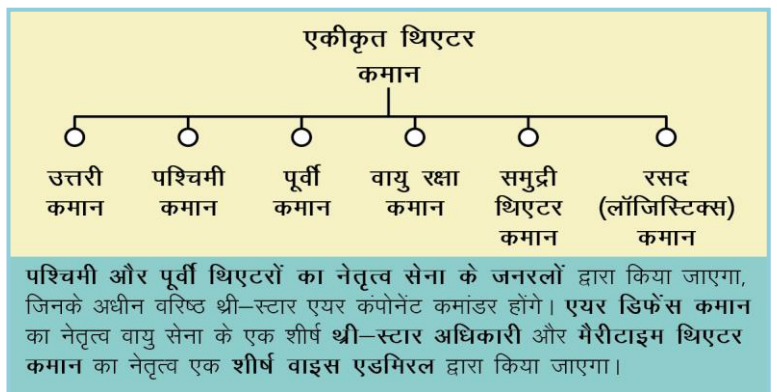 एकीकृत थिएटर
कमान
उत्तरी पश्चिमी पूर्वी वायु रक्षा समुद्री रसद
कमान कमान कमान कमान थिएटर (लॉजिस्टिक्स)
कमान कमान
पश्चिमी और पूर्वी थिएटरों का नेतृत्व सेना के जनरलों द्वारा किया जाएगा,
जिनके अधीन वरिष्ठ थ्री–स्टार एयर कंपोनेंट कमांडर होंगे। एयर डिफेंस कमान
का नेतृत्व वायु सेना के एक शीर्ष थ्री–स्टार अधिकारी और मैरीटाइम थिएटर
कमान का नेतृत्व एक शीर्ष वाइस एडमिरल द्वारा किया जाएगा।